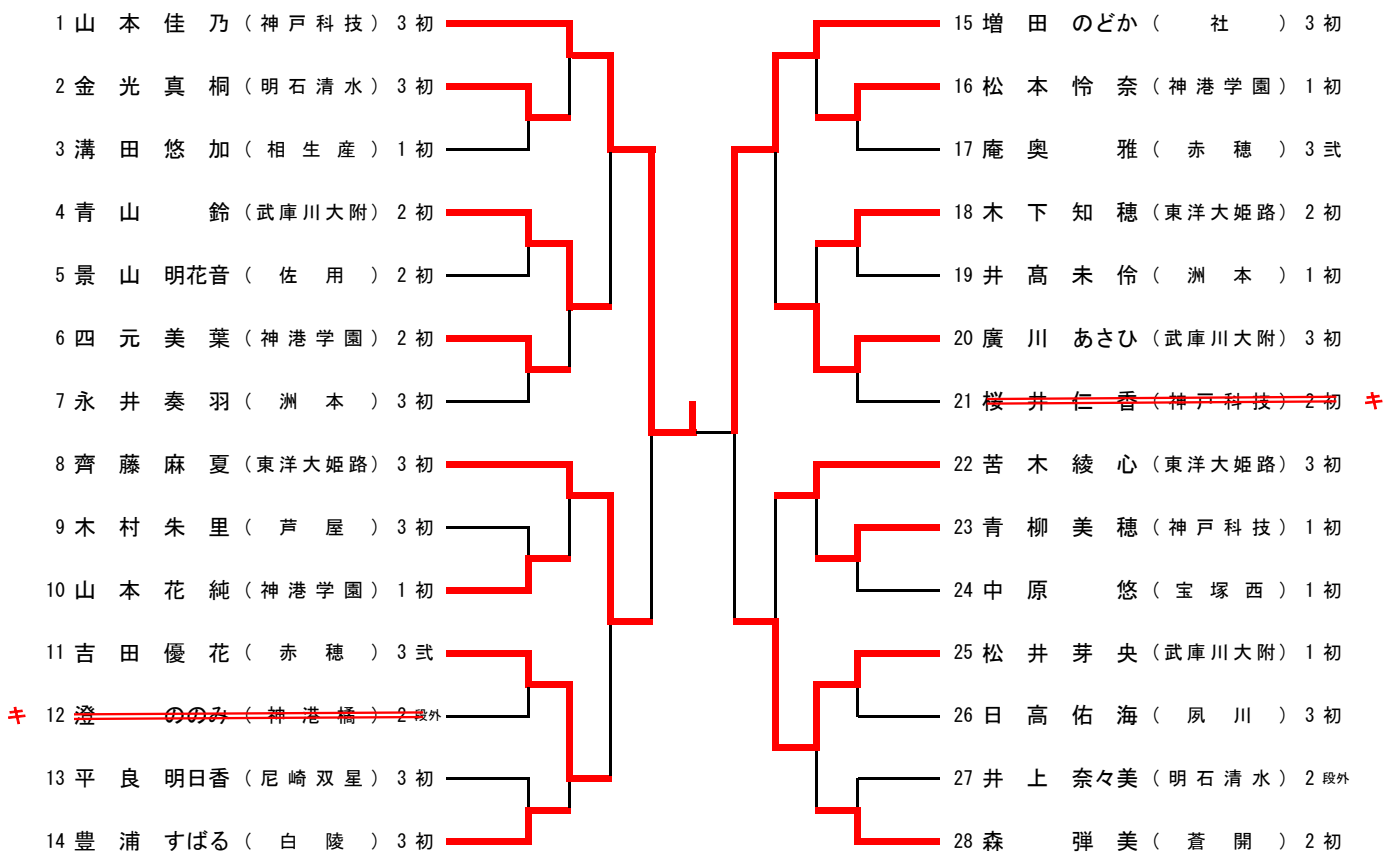 1 山本佳乃 (神戸科技) 3 初
2 金光真桐 (明石清水) 3 初
3 溝田悠加 (相生産) 1 初
4 青山鈴 (武庫川大附) 2 初
5 景山明花音 (佐用) 2 初
6 四元美葉 (神港学園) 2 初
7 永井奏羽 (洲本) 3 初
8 齊藤麻夏 (東洋大姫路) 3 初
9 木村朱里 (芦屋) 3 初
10 山本花純 (神港学園) 1 初
11 吉田優花 (赤穂) 3 弐
キ 12 澄ののみ (神港橘) 2 段外
13 平良明日香 (尼崎双星) 3 初
14 豊浦すばる (白陵) 3 初
15 増田のどか (社) 3 初
16 松本怜奈 (神港学園) 1 初
17 庵奥雅 (赤穂) 3 弐
18 木下知穂 (東洋大姫路) 2 初
19 井髙未伶 (洲本) 1 初
20 廣川あさひ (武庫川大附) 3 初
21 桜井仁香 (神戸科技) 2 初 キ
22 苦木綾心 (東洋大姫路) 3 初
23 青柳美穂 (神戸科技) 1 初
24 中原悠 (宝塚西) 1 初
25 松井芽央 (武庫川大附) 1 初
26 日高佑海 (夙川) 3 初
27 井上奈々美 (明石清水) 2 段外
28 森弾美 (蒼開) 2 初